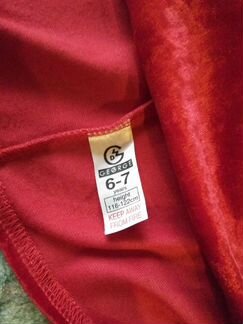 GEORGE
6-7
years
height
116-122cm
KEEP AWAY
FROM FIRE